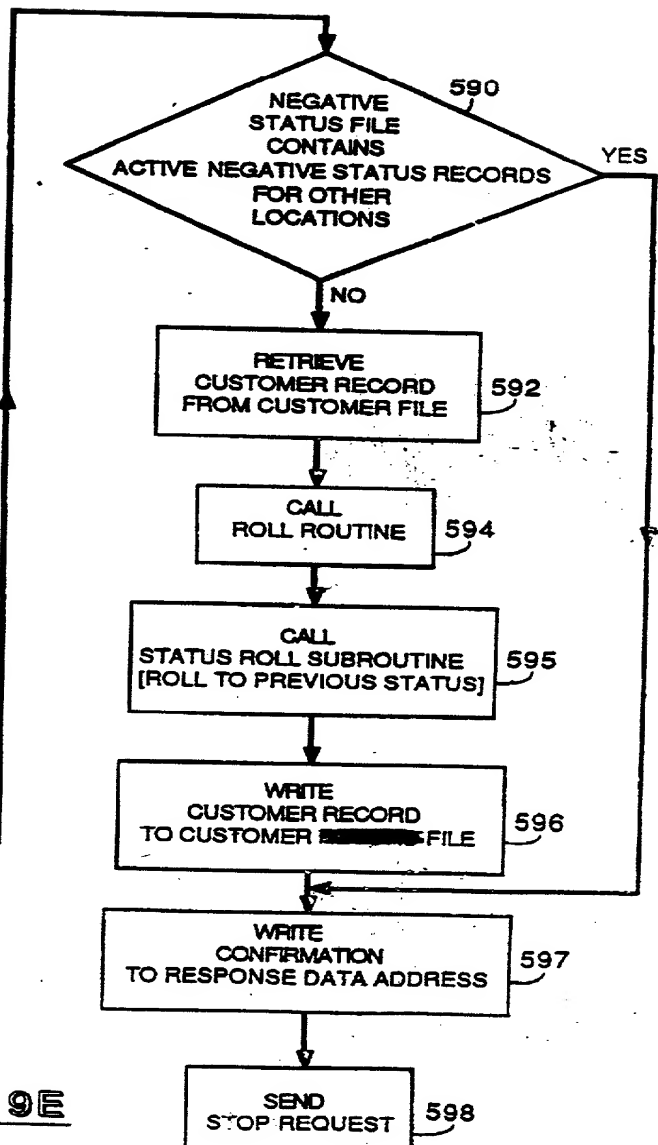 590
NEGATIVE
STATUS FILE
CONTAINS
ACTIVE NEGATIVE STATUS RECORDS
FOR OTHER
LOCATIONS
YES
NO
RETRIEVE
CUSTOMER RECORD
FROM CUSTOMER FILE
592
CALL
ROLL ROUTINE
594
CALL
STATUS ROLL SUBROUTINE
[ROLL TO PREVIOUS STATUS]
595
WRITE
CUSTOMER RECORD
TO CUSTOMER FILE
596
WRITE
CONFIRMATION
TO RESPONSE DATA ADDRESS
597
SEND
STOP REQUEST
598
9E